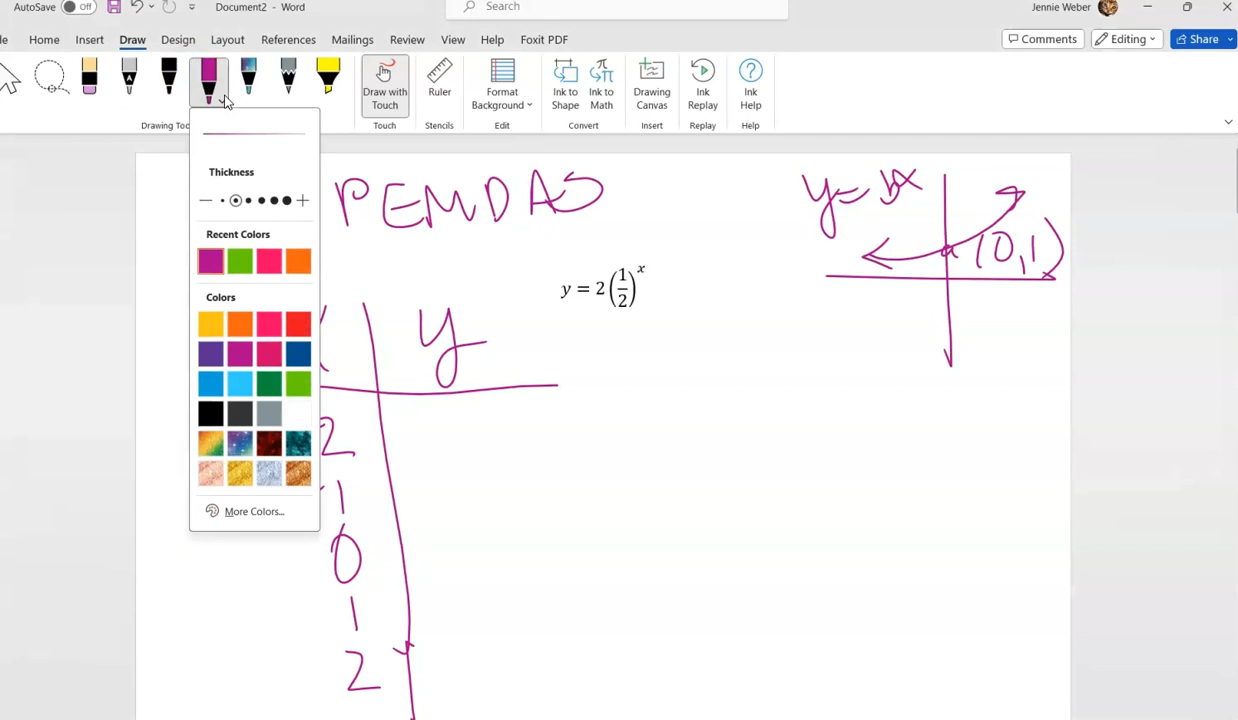 AutoSave Off Document2 - Word Search Jennie Weber
Home Insert Draw Design Layout References Mailings Review View Help Foxit PDF Comments Editing Share
Draw with Touch Ruler Format Background Ink to Shape Ink to Math Drawing Canvas Ink Replay Ink Help
Drawing Too Touch Stencils Edit Convert Insert Replay Help
Thickness
Recent Colors
Colors
More Colors...
PEMDAS
y = bx
(0,1)
y = 2(1/2)^x
y
2
1
0
1
2